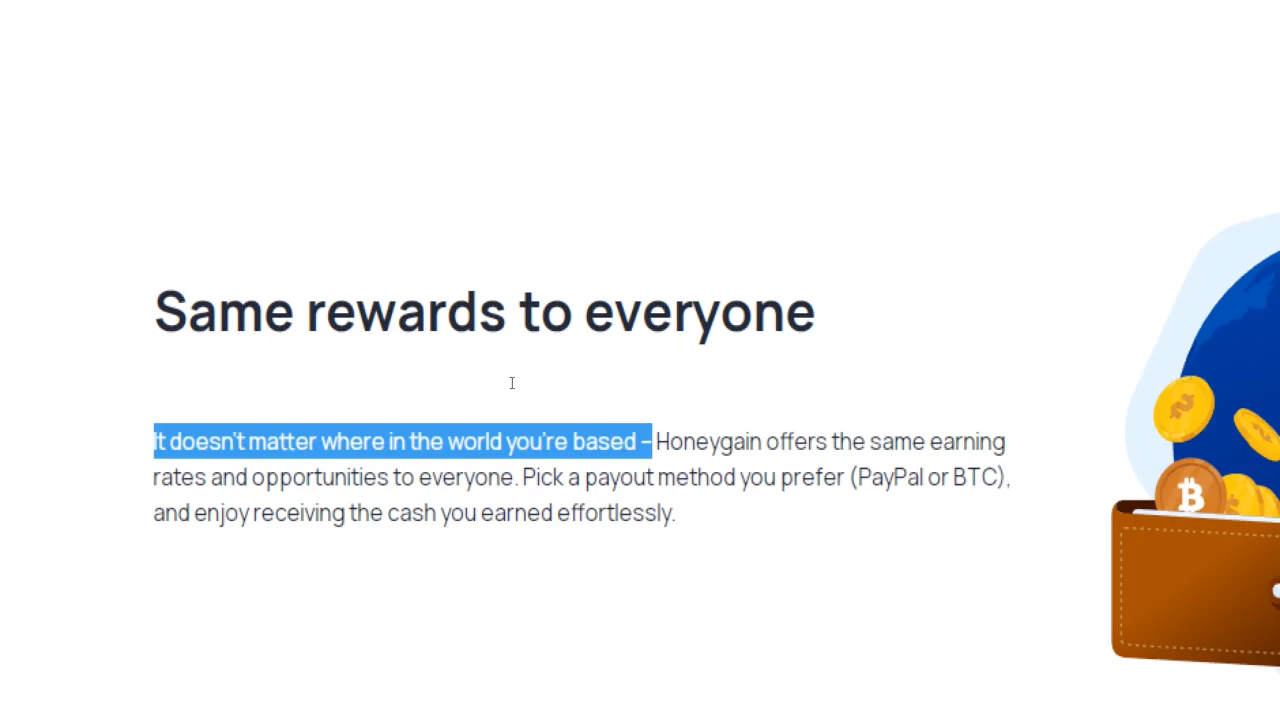 Same rewards to everyone
It doesn't matter where in the world you're based – Honeygain offers the same earning
rates and opportunities to everyone. Pick a payout method you prefer (PayPal or BTC),
and enjoy receiving the cash you earned effortlessly.